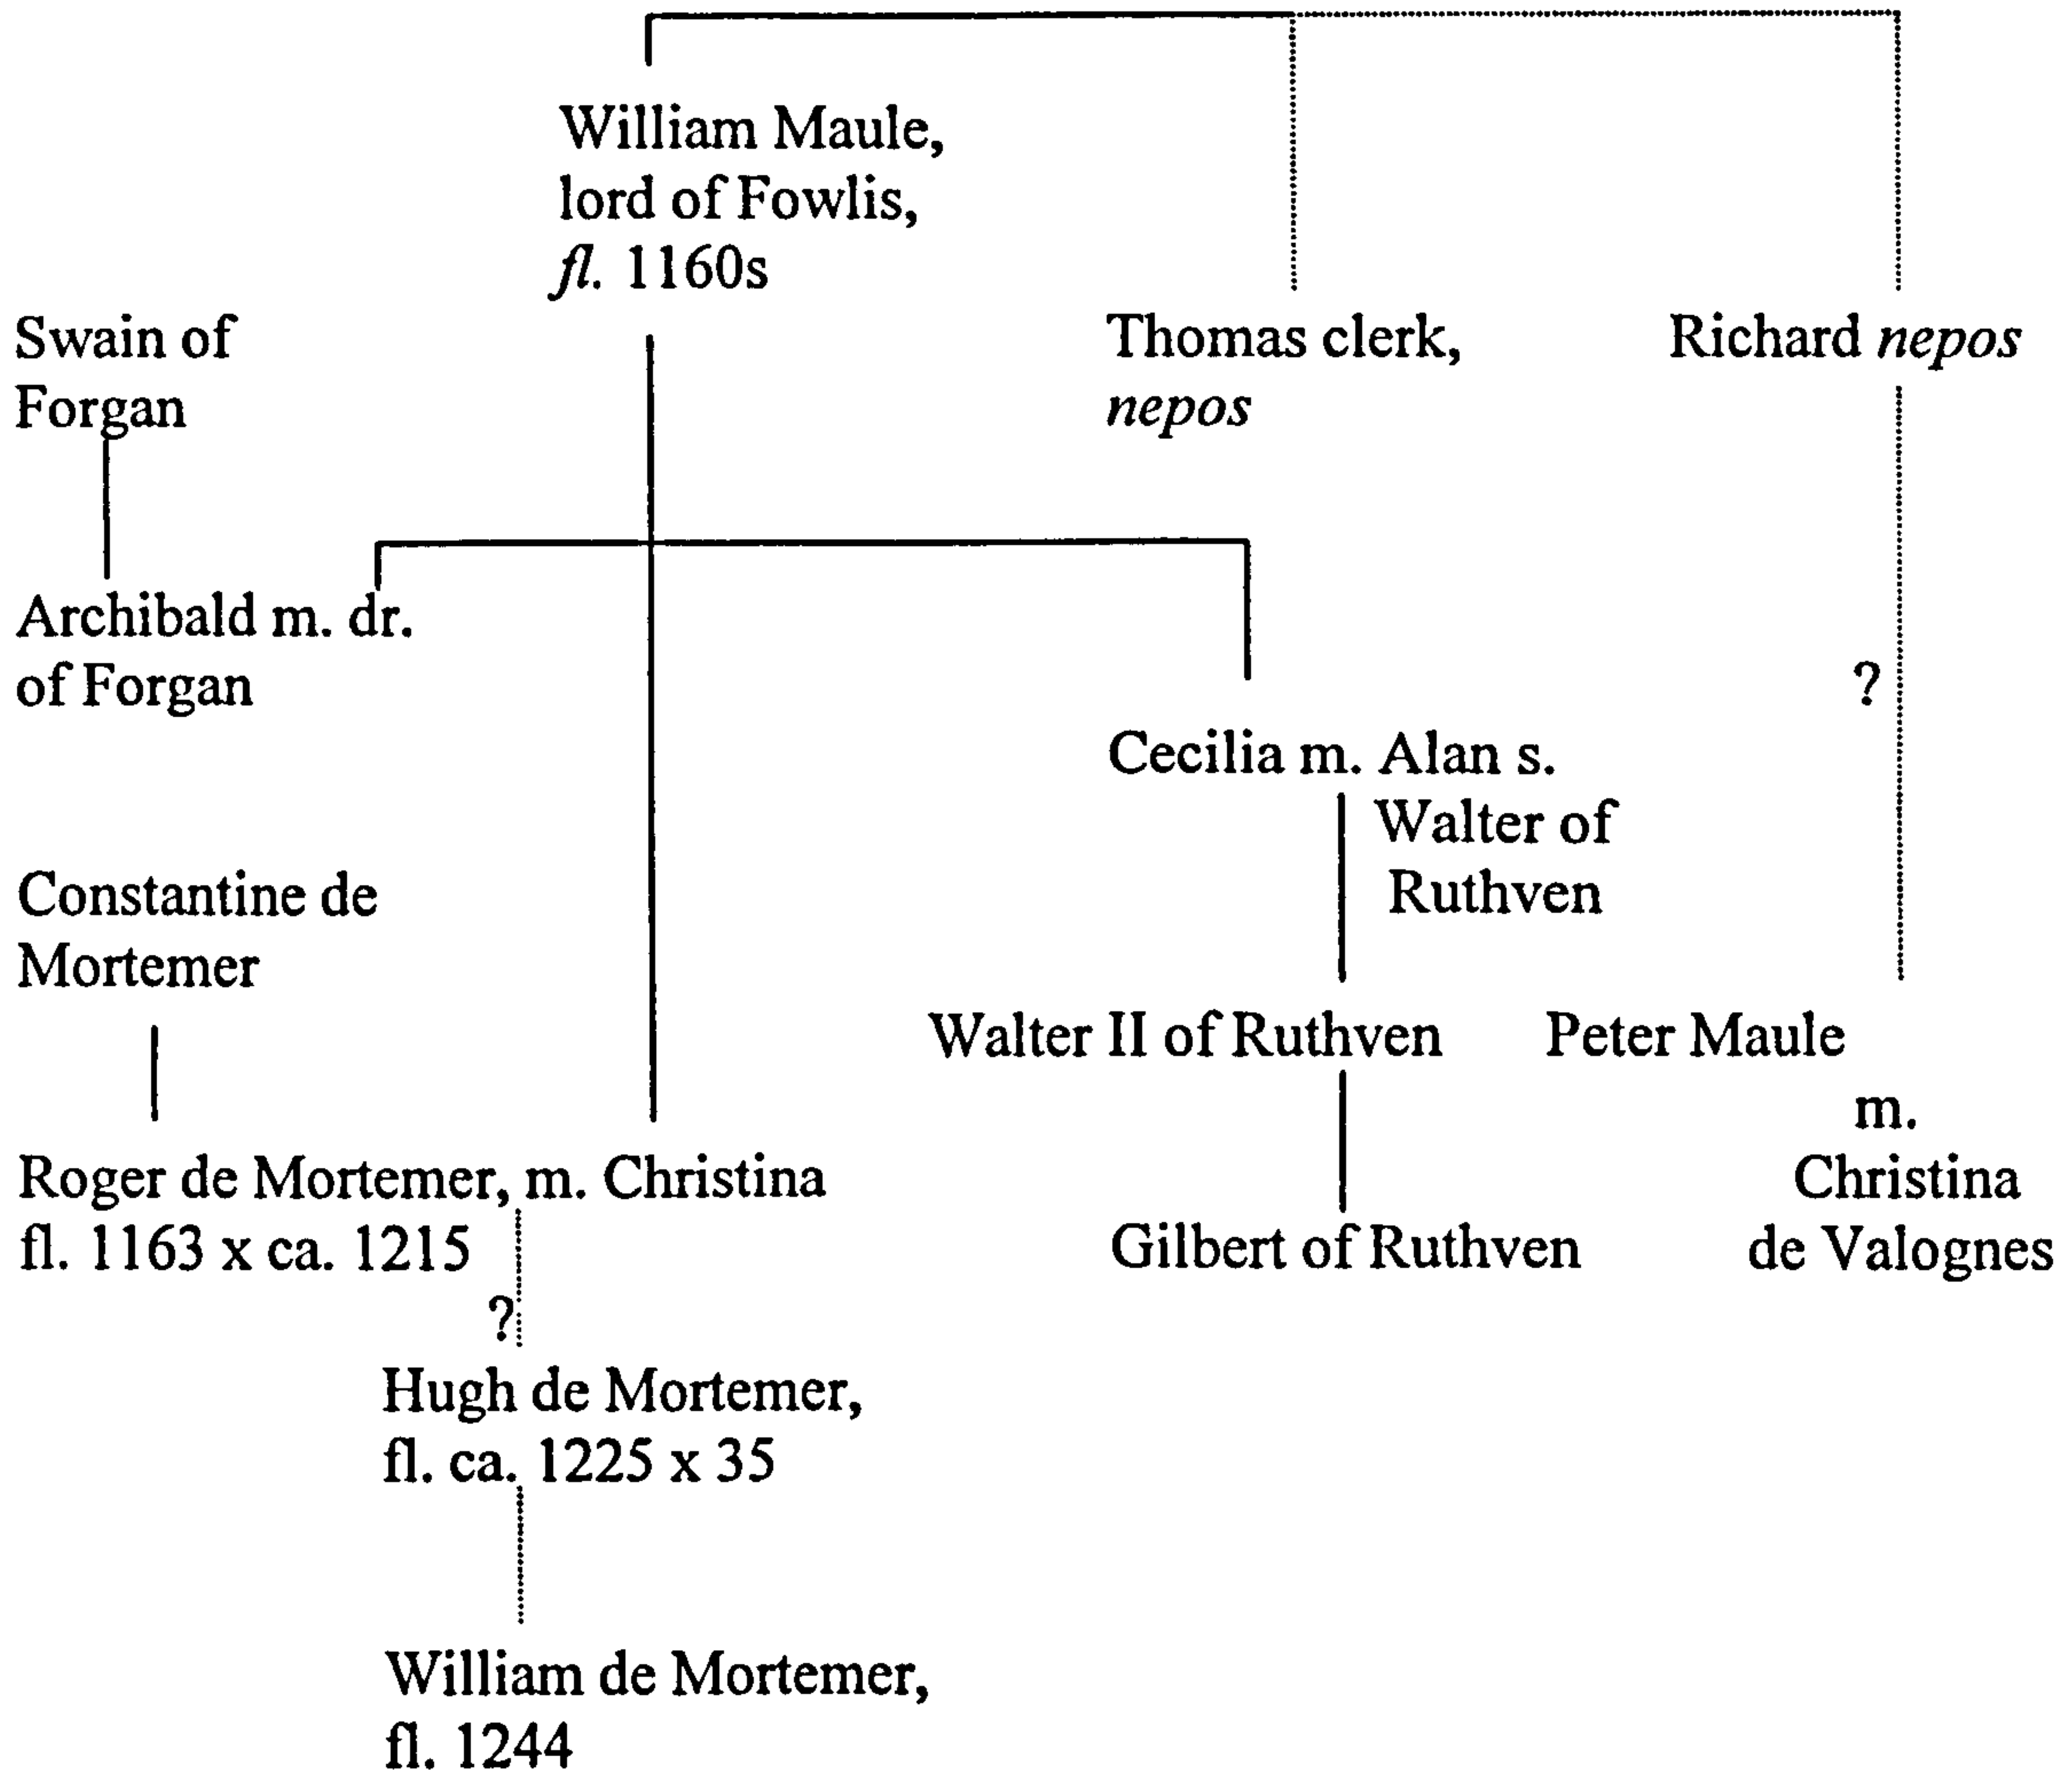 William Maule,
lord of Fowlis,
fl. 1160s
Swain of
Forgan
Thomas clerk,
nepos
Richard nepos
Archibald m. dr.
of Forgan
?
Cecilia m. Alan s.
Walter of
Ruthven
Constantine de
Mortemer
Walter II of Ruthven
Peter Maule
m.
Christina
de Valognes
Roger de Mortemer, m. Christina
fl. 1163 x ca. 1215
Gilbert of Ruthven
?
Hugh de Mortemer,
fl. ca. 1225 x 35
William de Mortemer,
fl. 1244